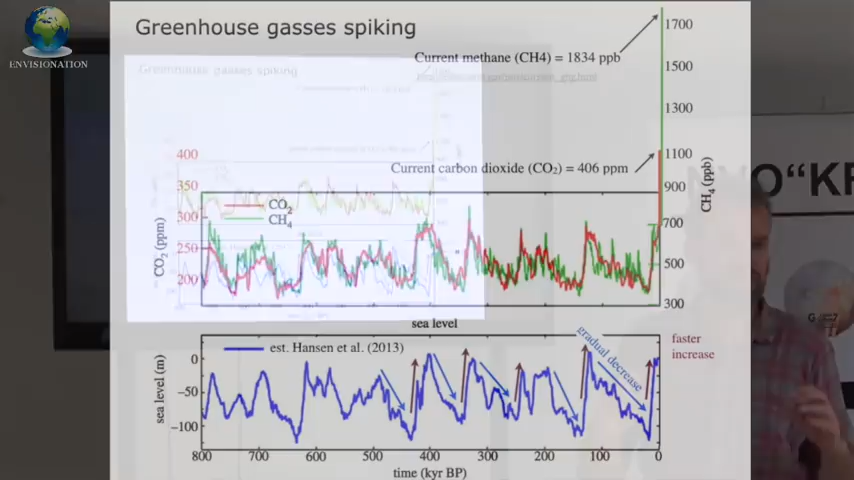 Greenhouse gasses spiking
ENVISIONATION
Greenhouse gasses spiking
Current methane (CH4) = 1834 ppb
1700
1500
1300
Current carbon dioxide (CO2) = 406 ppm
1100
900
700
500
300
CH4 (ppb)
400
350
300
250
200
CO2 (ppm)
CO2
CH4
sea level
est. Hansen et al. (2013)
gradual decrease
faster
increase
0
−50
−100
sea level (m)
800
700
600
500
400
300
200
100
0
time (kyr BP)